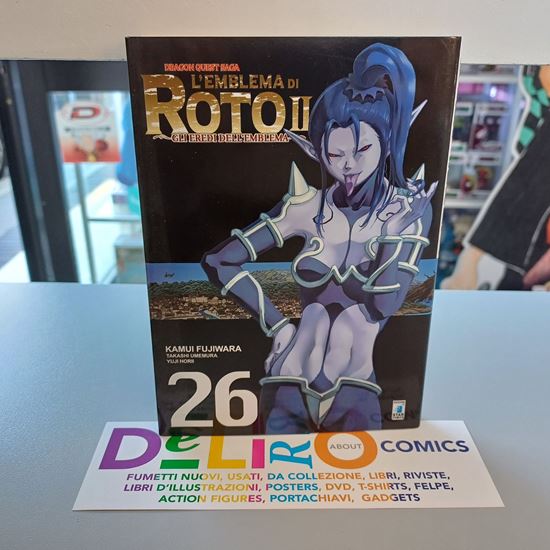 DRAGON QUEST SAGA
L'EMBLEMA DI
ROTO II
GLI EREDI DELL'EMBLEMA
KAMUI FUJIWARA
TAKASHI UMEMURA
YUJI HORII
26
STAR
DeLiRO ABOUT COMICS
FUMETTI NUOVI, USATI, DA COLLEZIONE, LIBRI, RIVISTE,
LIBRI D'ILLUSTRAZIONI, POSTERS, DVD, T-SHIRTS, FELPE,
ACTION FIGURES, PORTACHIAVI, GADGETS